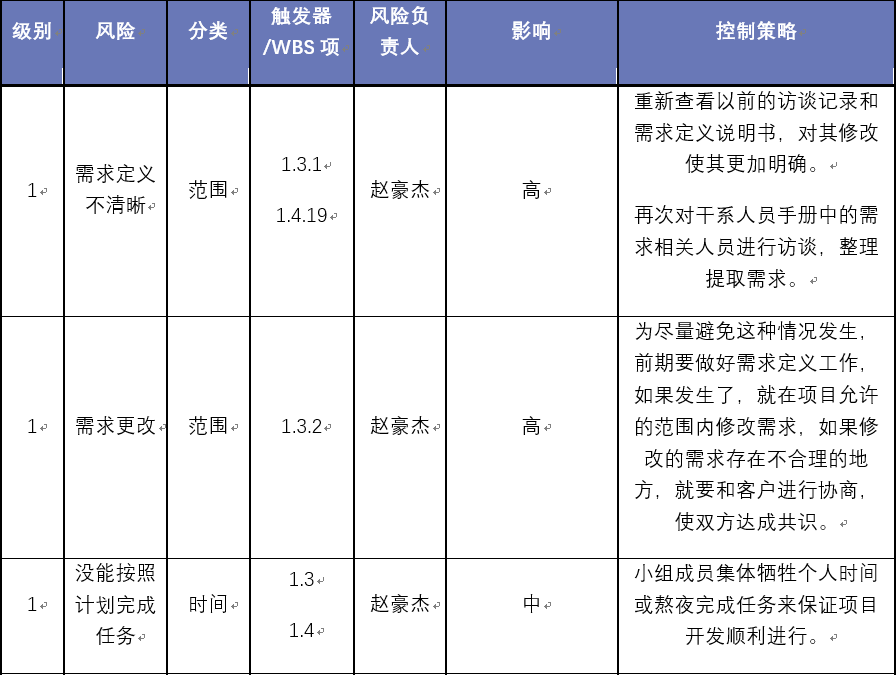 级别
风险
分类
触发器
/WBS 项
风险负
责人
影响
控制策略
1
需求定义
不清晰
范围
1.3.1
1.4.19
赵豪杰
高
重新查看以前的访谈记录和
需求定义说明书，对其修改
使其更加明确。
再次对干系人员手册中的需
求相关人员进行访谈，整理
提取需求。
1
需求更改
范围
1.3.2
赵豪杰
高
为尽量避免这种情况发生，
前期要做好需求定义工作，
如果发生了，就在项目允许
的范围内修改需求，如果修
改的需求存在不合理的地
方，就要和客户进行协商，
使双方达成共识。
1
没能按照
计划完成
任务
时间
1.3
1.4
赵豪杰
中
小组成员集体牺牲个人时间
或熬夜完成任务来保证项目
开发顺利进行。